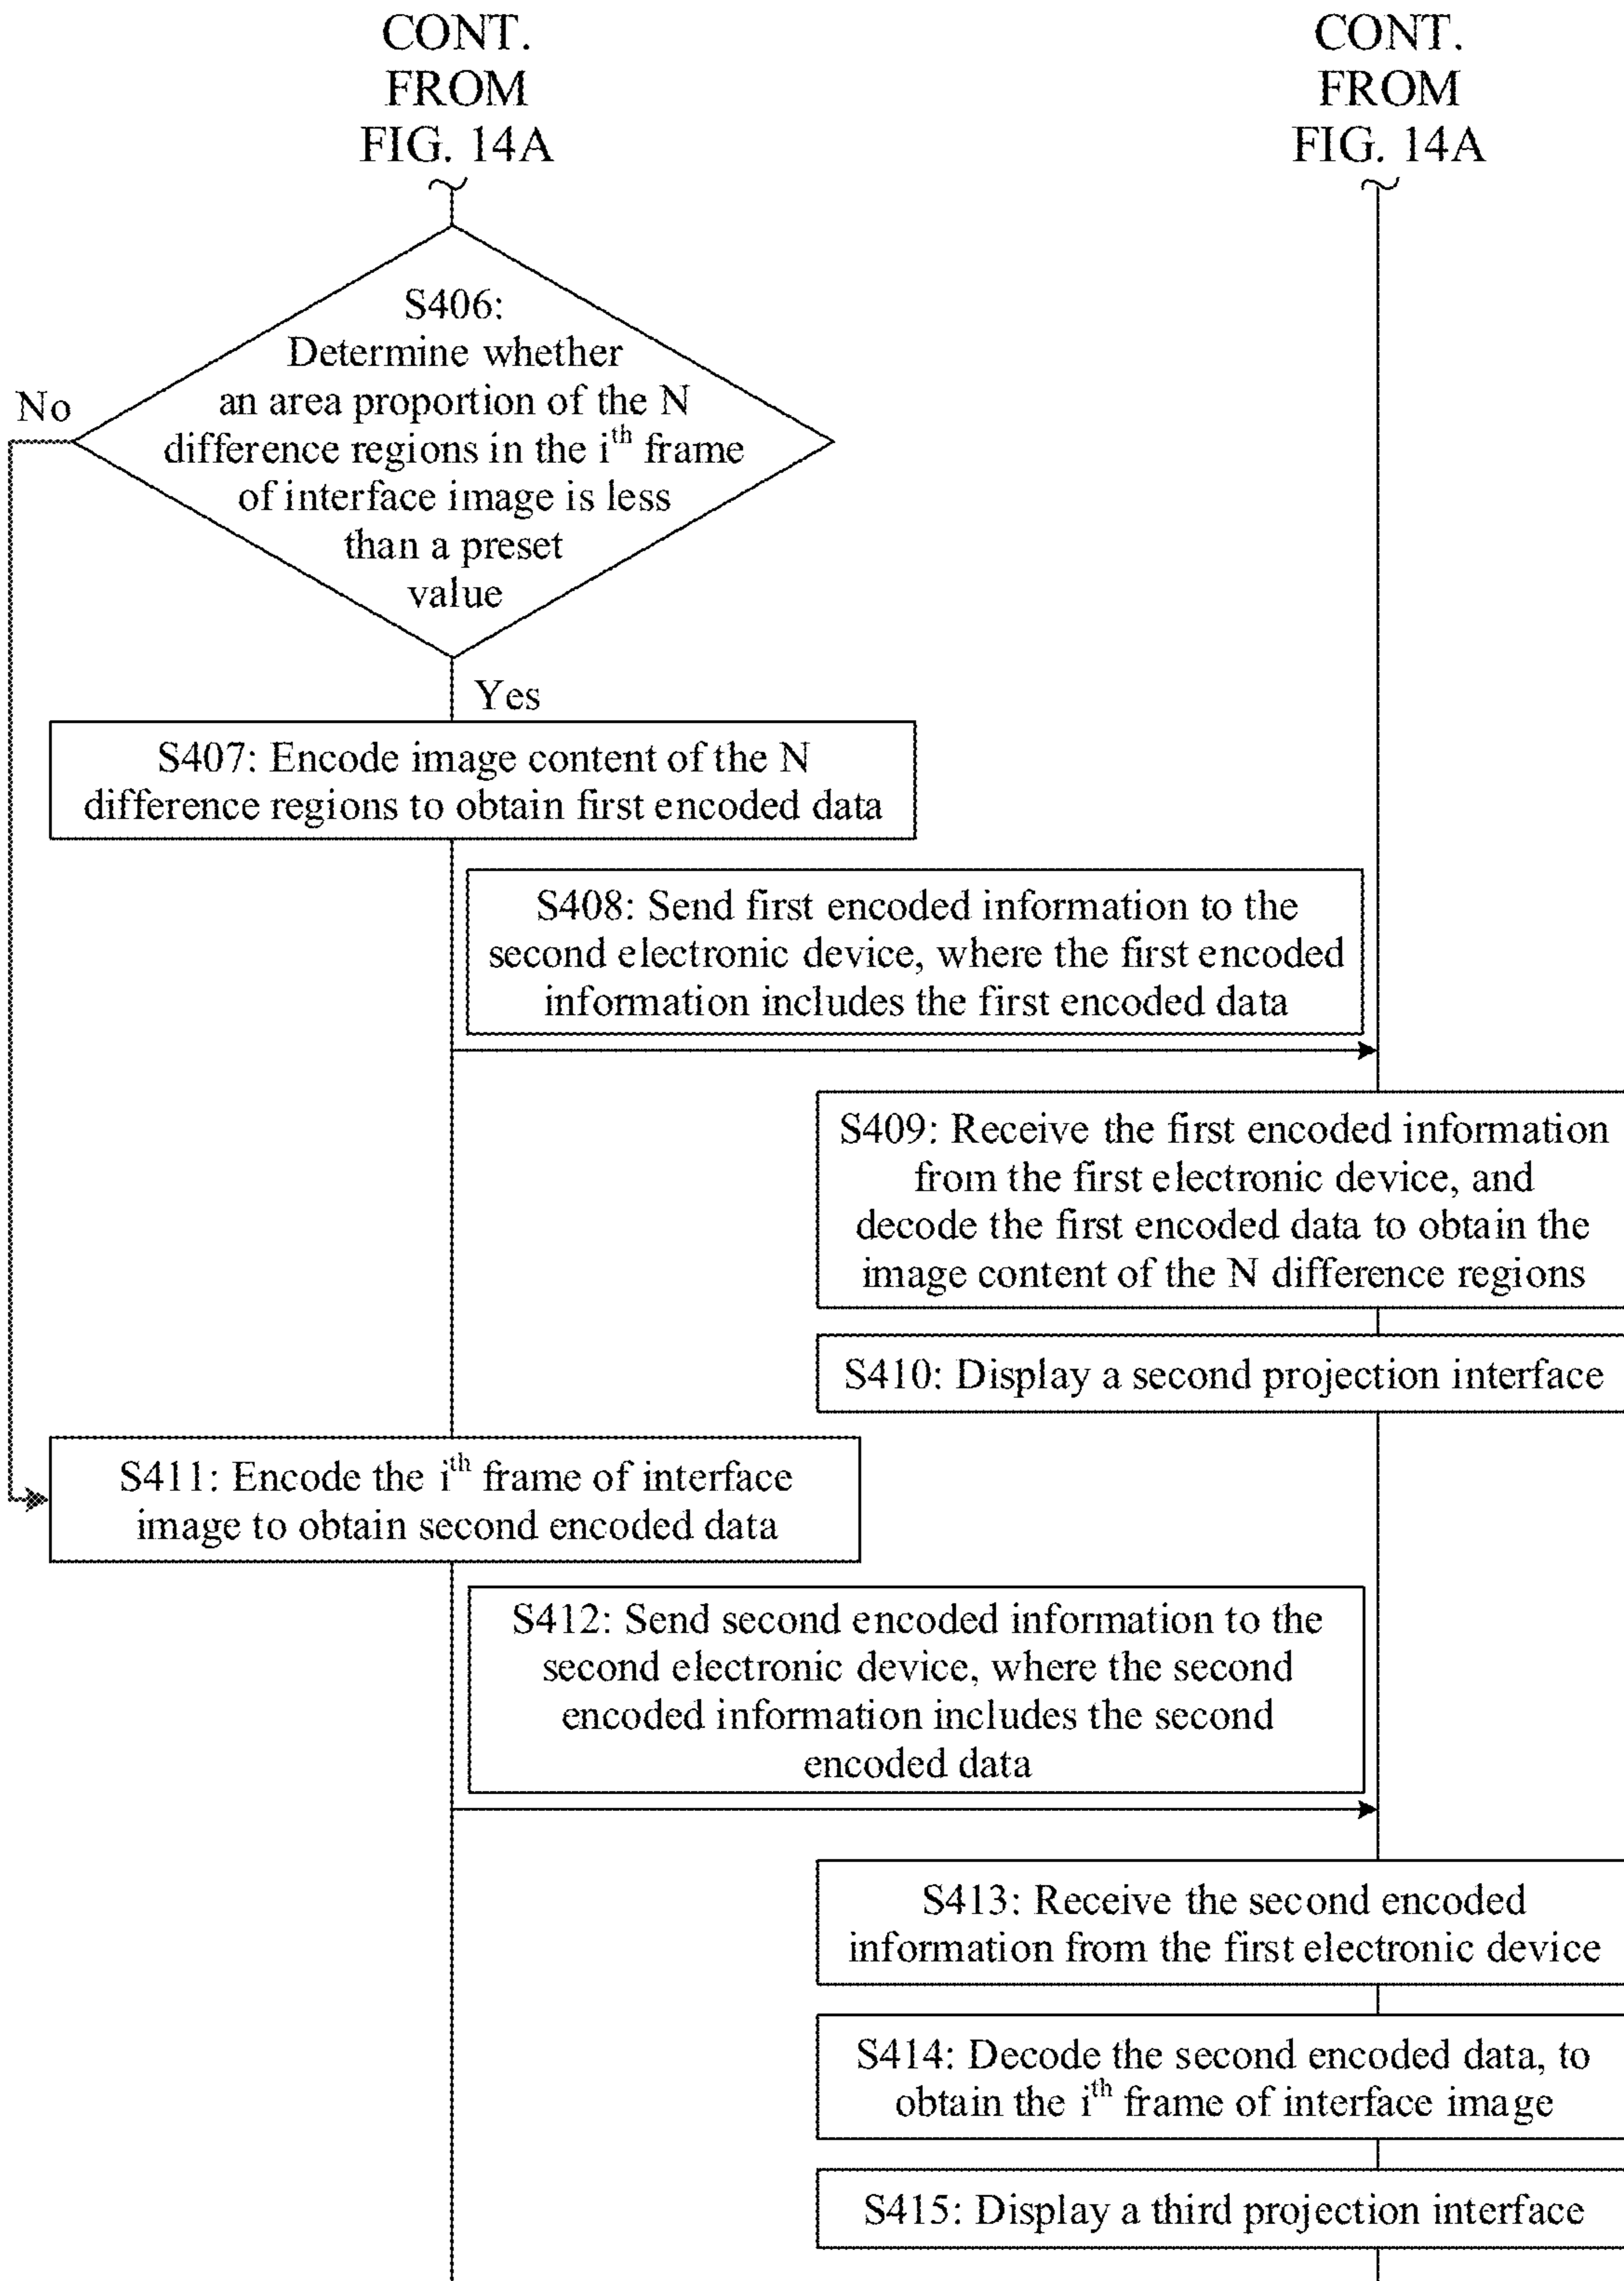 CONT.
FROM
FIG. 14A
CONT.
FROM
FIG. 14A
S406:
Determine whether
an area proportion of the N
difference regions in the ith frame
of interface image is less
than a preset
value
No
Yes
S407: Encode image content of the N
difference regions to obtain first encoded data
S408: Send first encoded information to the
second electronic device, where the first encoded
information includes the first encoded data
S409: Receive the first encoded information
from the first electronic device, and
decode the first encoded data to obtain the
image content of the N difference regions
S410: Display a second projection interface
S411: Encode the ith frame of interface
image to obtain second encoded data
S412: Send second encoded information to the
second electronic device, where the second
encoded information includes the second
encoded data
S413: Receive the second encoded
information from the first electronic device
S414: Decode the second encoded data, to
obtain the ith frame of interface image
S415: Display a third projection interface